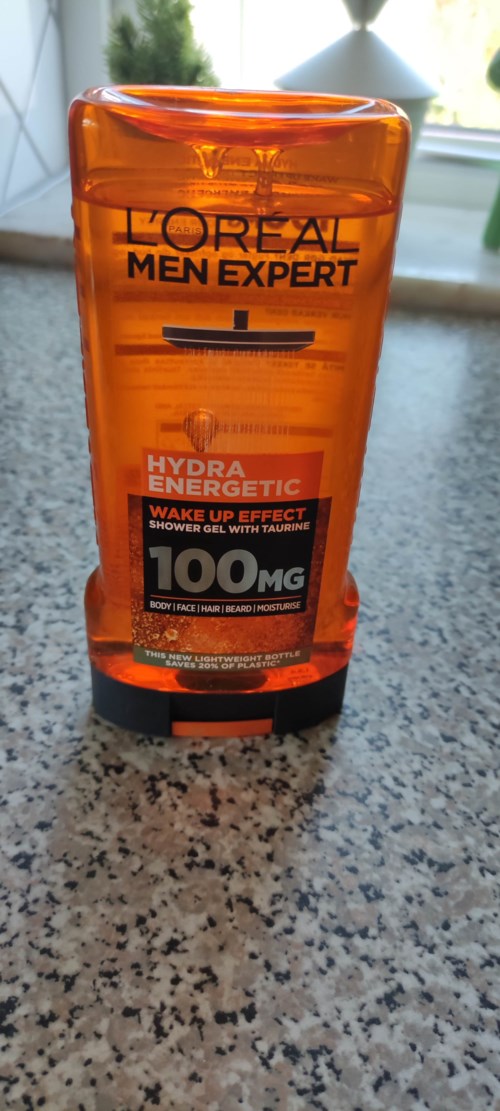 L'ORÉAL
PARIS
MEN EXPERT
HYDRA
ENERGETIC
WAKE UP EFFECT
SHOWER GEL WITH TAURINE
100MG
BODY | FACE | HAIR | BEARD | MOISTURISE
THIS NEW LIGHTWEIGHT BOTTLE
SAVES 20% OF PLASTIC*